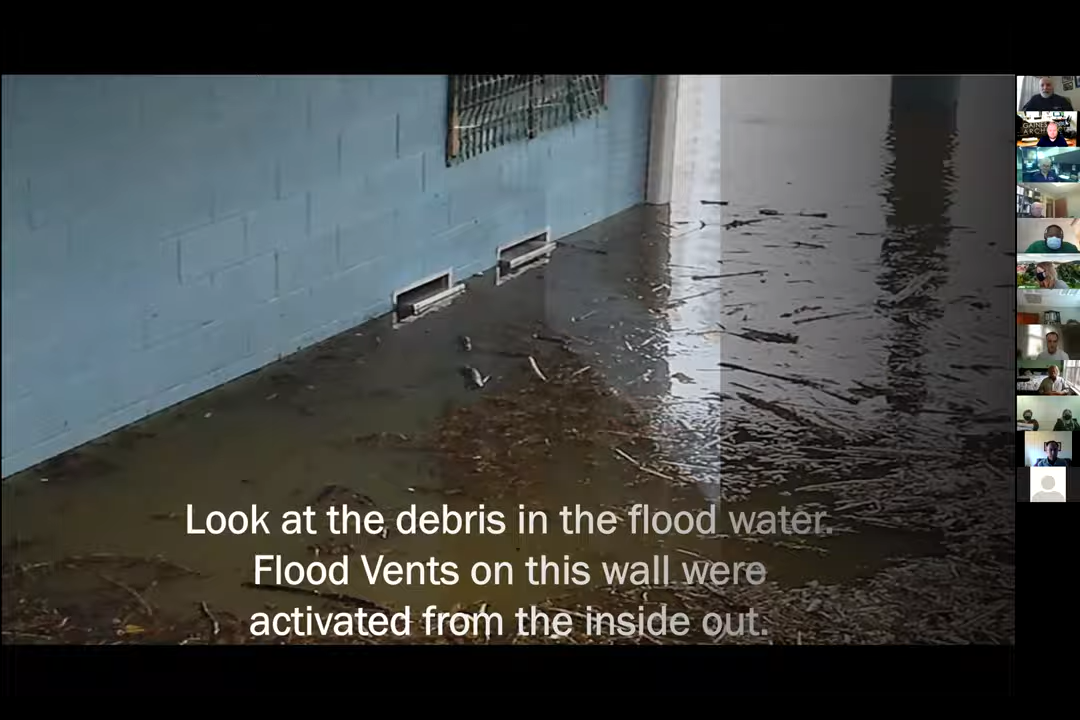 Look at the debris in the flood water.
Flood Vents on this wall were
activated from the inside out.